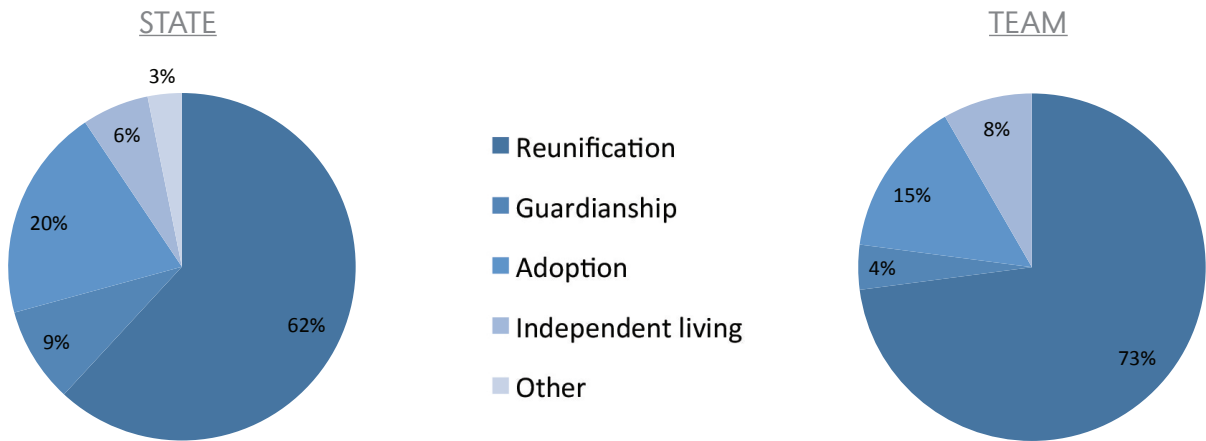 STATE
3%
6%
20%
9%
62%
Reunification
Guardianship
Adoption
Independent living
Other
TEAM
8%
15%
4%
73%